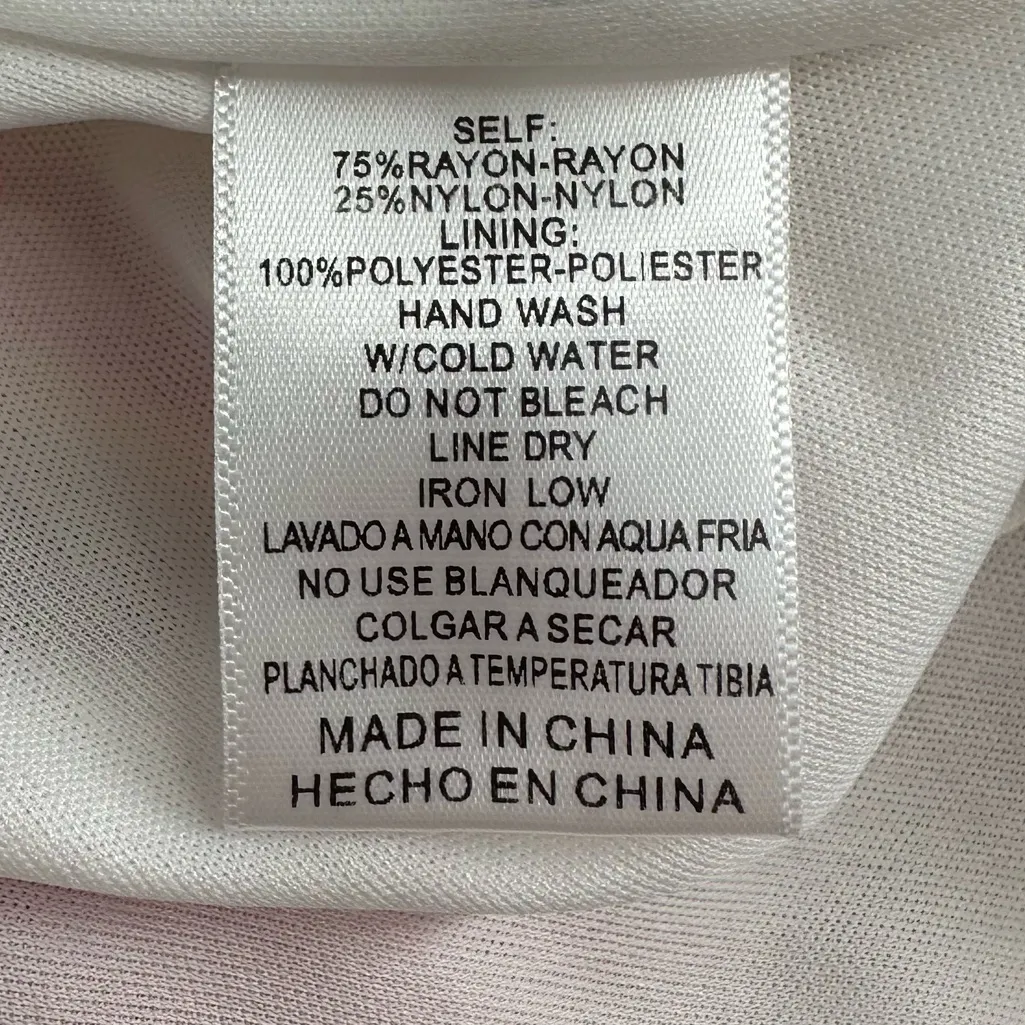 SELF:
75%RAYON-RAYON
25%NYLON-NYLON
LINING:
100%POLYESTER-POLIESTER
HAND WASH
W/COLD WATER
DO NOT BLEACH
LINE DRY
IRON LOW
LAVADO A MANO CON AQUA FRIA
NO USE BLANQUEADOR
COLGAR A SECAR
PLANCHADO A TEMPERATURA TIBIA
MADE IN CHINA
HECHO EN CHINA